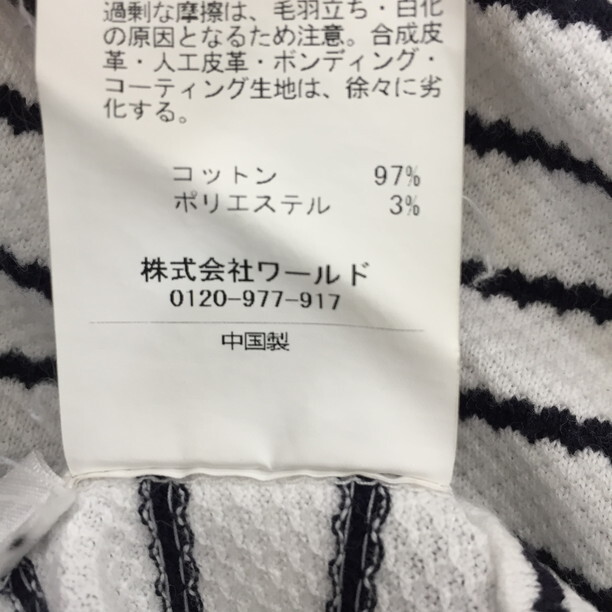 過剰な摩擦は、毛羽立ち・白化
の原因となるため注意。合成皮
革・人工皮革・ボンディング・
コーティング生地は、徐々に劣
化する。
コットン 97%
ポリエステル 3%
株式会社ワールド
0120-977-917
中国製